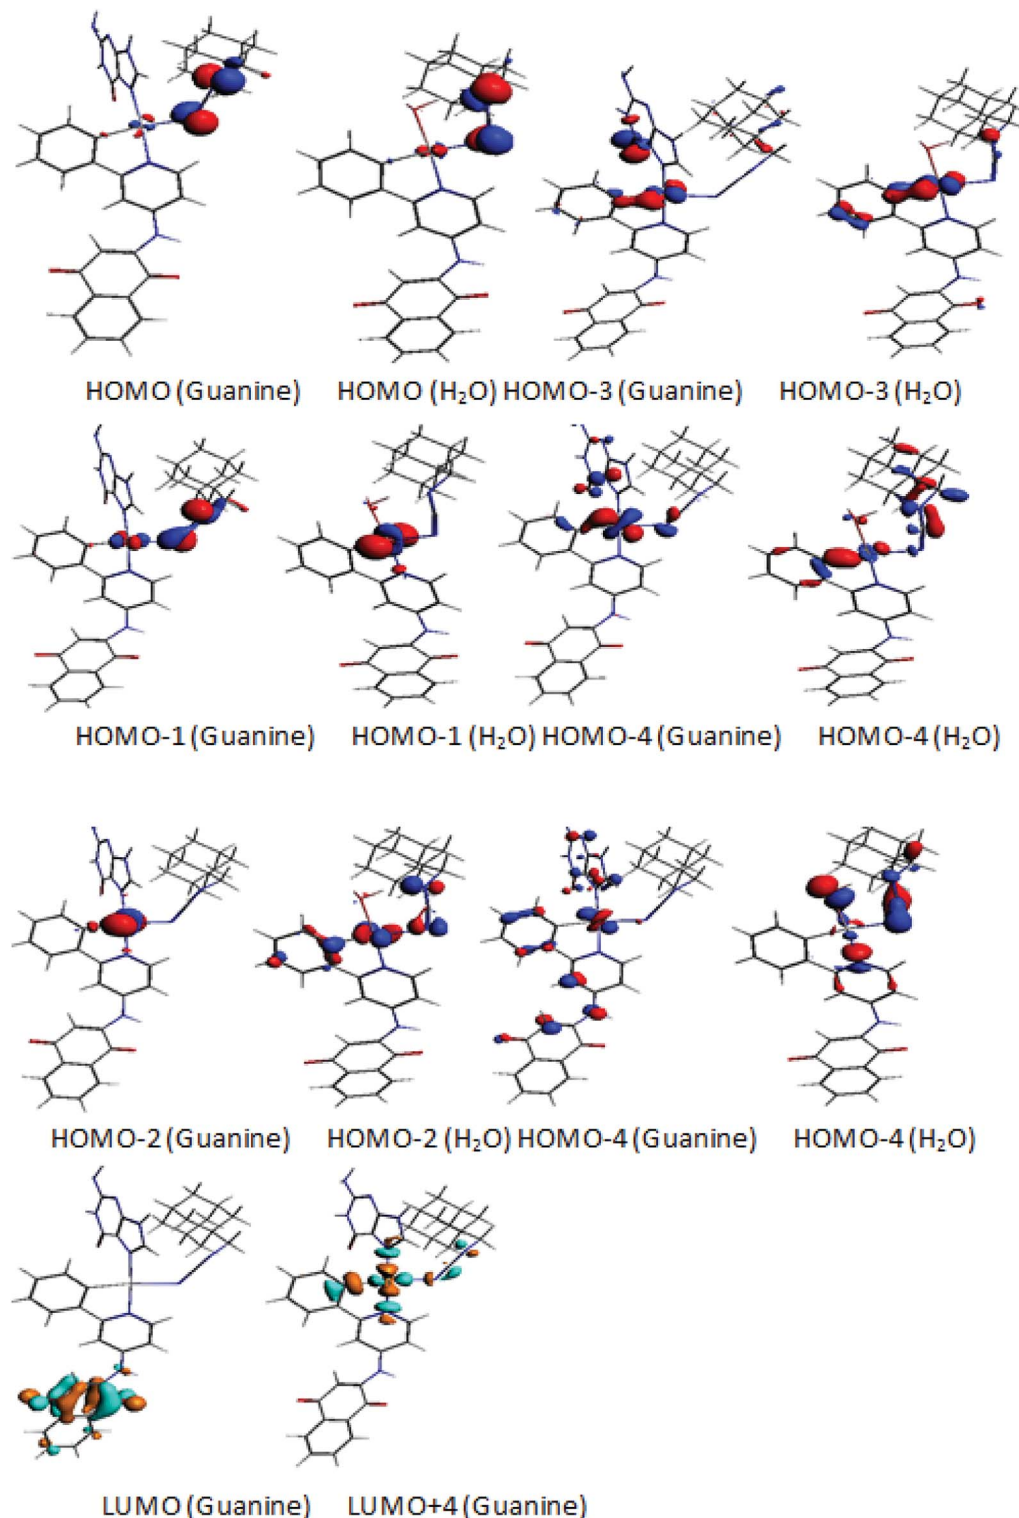 HOMO (Guanine) HOMO (H₂O) HOMO-3 (Guanine) HOMO-3 (H₂O)
HOMO-1 (Guanine) HOMO-1 (H₂O) HOMO-4 (Guanine) HOMO-4 (H₂O)
HOMO-2 (Guanine) HOMO-2 (H₂O) HOMO-4 (Guanine) HOMO-4 (H₂O)
LUMO (Guanine) LUMO+4 (Guanine)